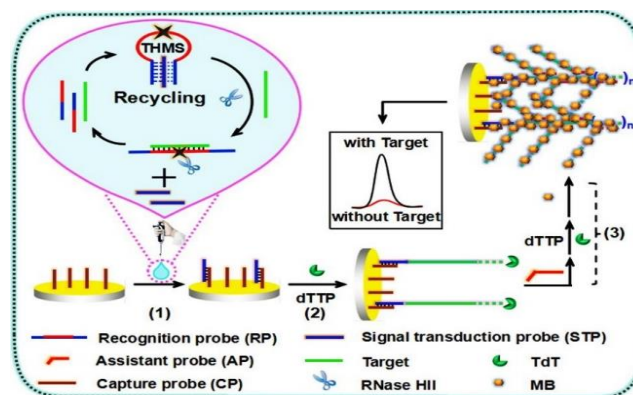 THMS
Recycling
with Target
without Target
( )n
( )n
dTTP
(3)
(1)
dTTP
(2)
Recognition probe (RP)
Signal transduction probe (STP)
Assistant probe (AP)
Target
TdT
Capture probe (CP)
RNase HII
MB